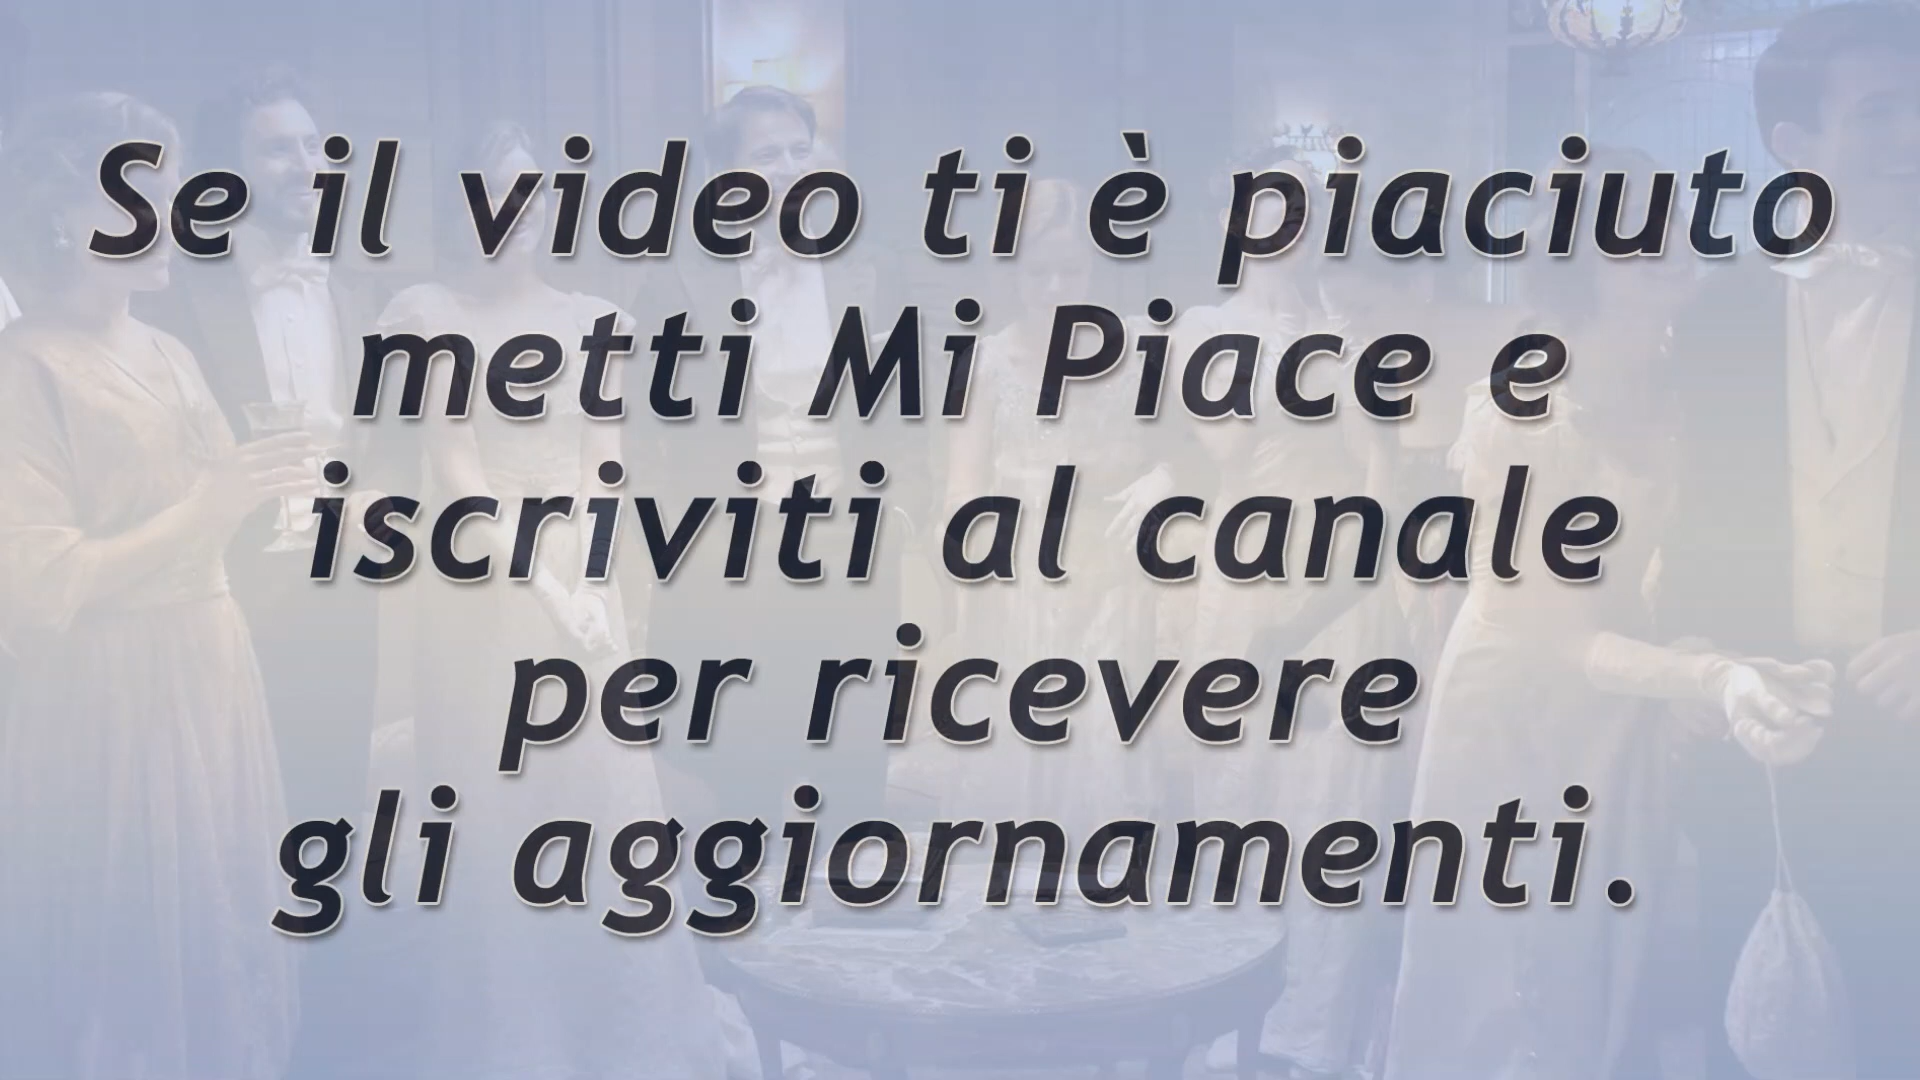 Se il video ti è piaciuto
metti Mi Piace e
iscriviti al canale
per ricevere
gli aggiornamenti.